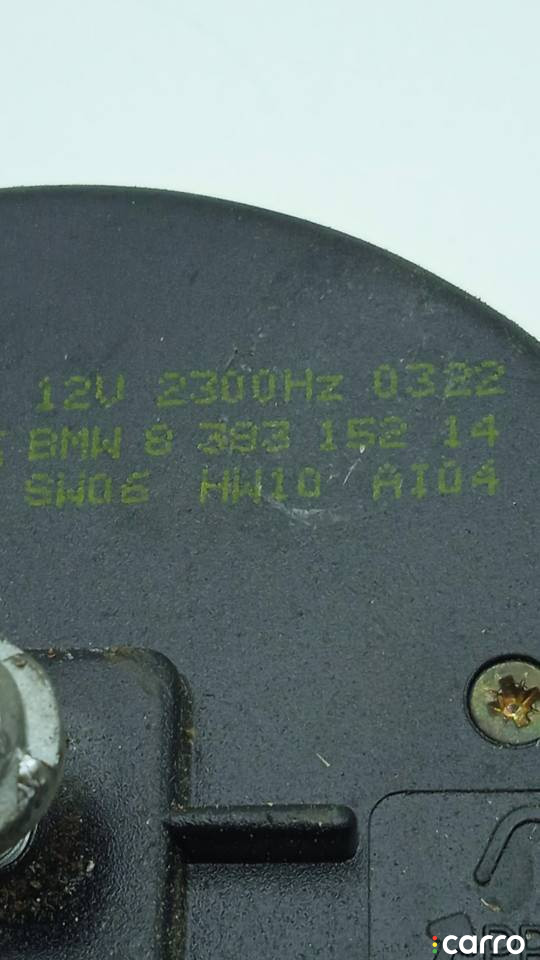 12V 2300Hz 0322
BMW 8 383 152 14
SW06 HW10 AI04
carro